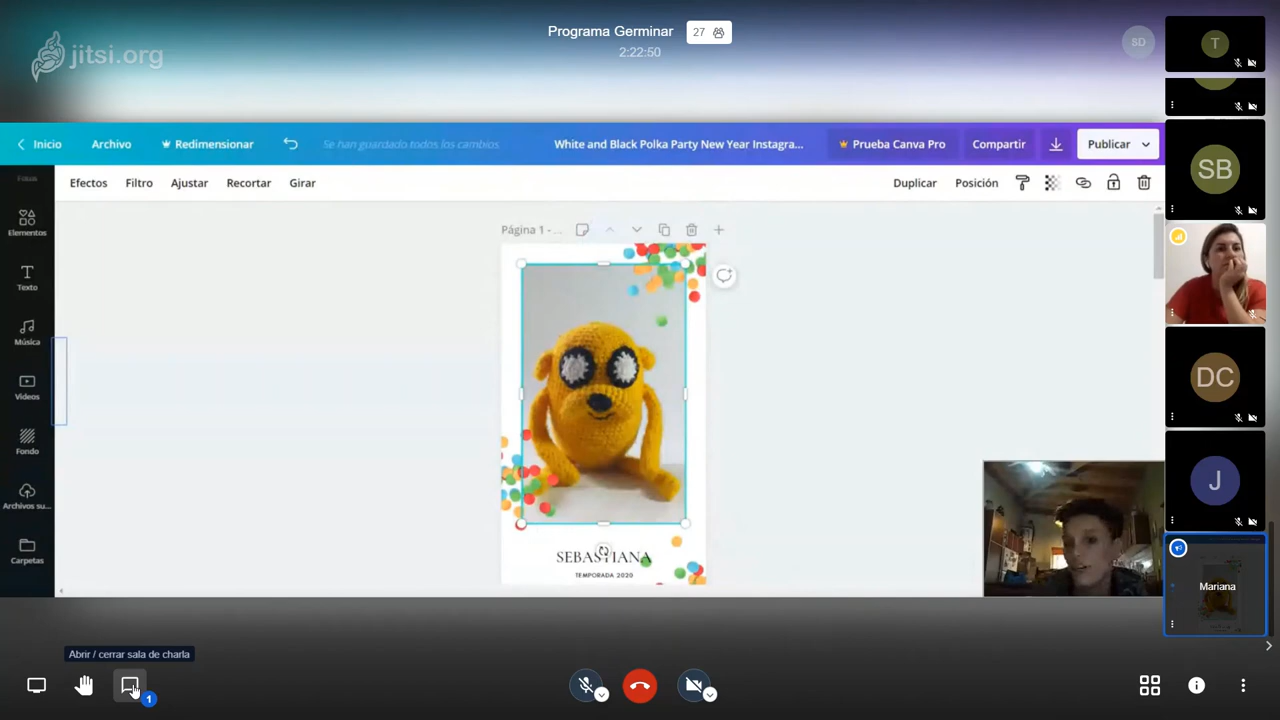 jitsi.org
Programa Germinar 27
2:22:50
SD
T
Inicio Archivo Redimensionar Se han guardado todos los cambios White and Black Polka Party New Year Instagra... Prueba Canva Pro Compartir Publicar
Fotos
Efectos Filtro Ajustar Recortar Girar Duplicar Posición
Elementos
Texto
Música
Videos
Fondo
Archivos su...
Carpetas
Página 1 - ...
SEBASTIANA
TEMPORADA 2020
SB
DC
J
Mariana
Abrir / cerrar sala de charla
1